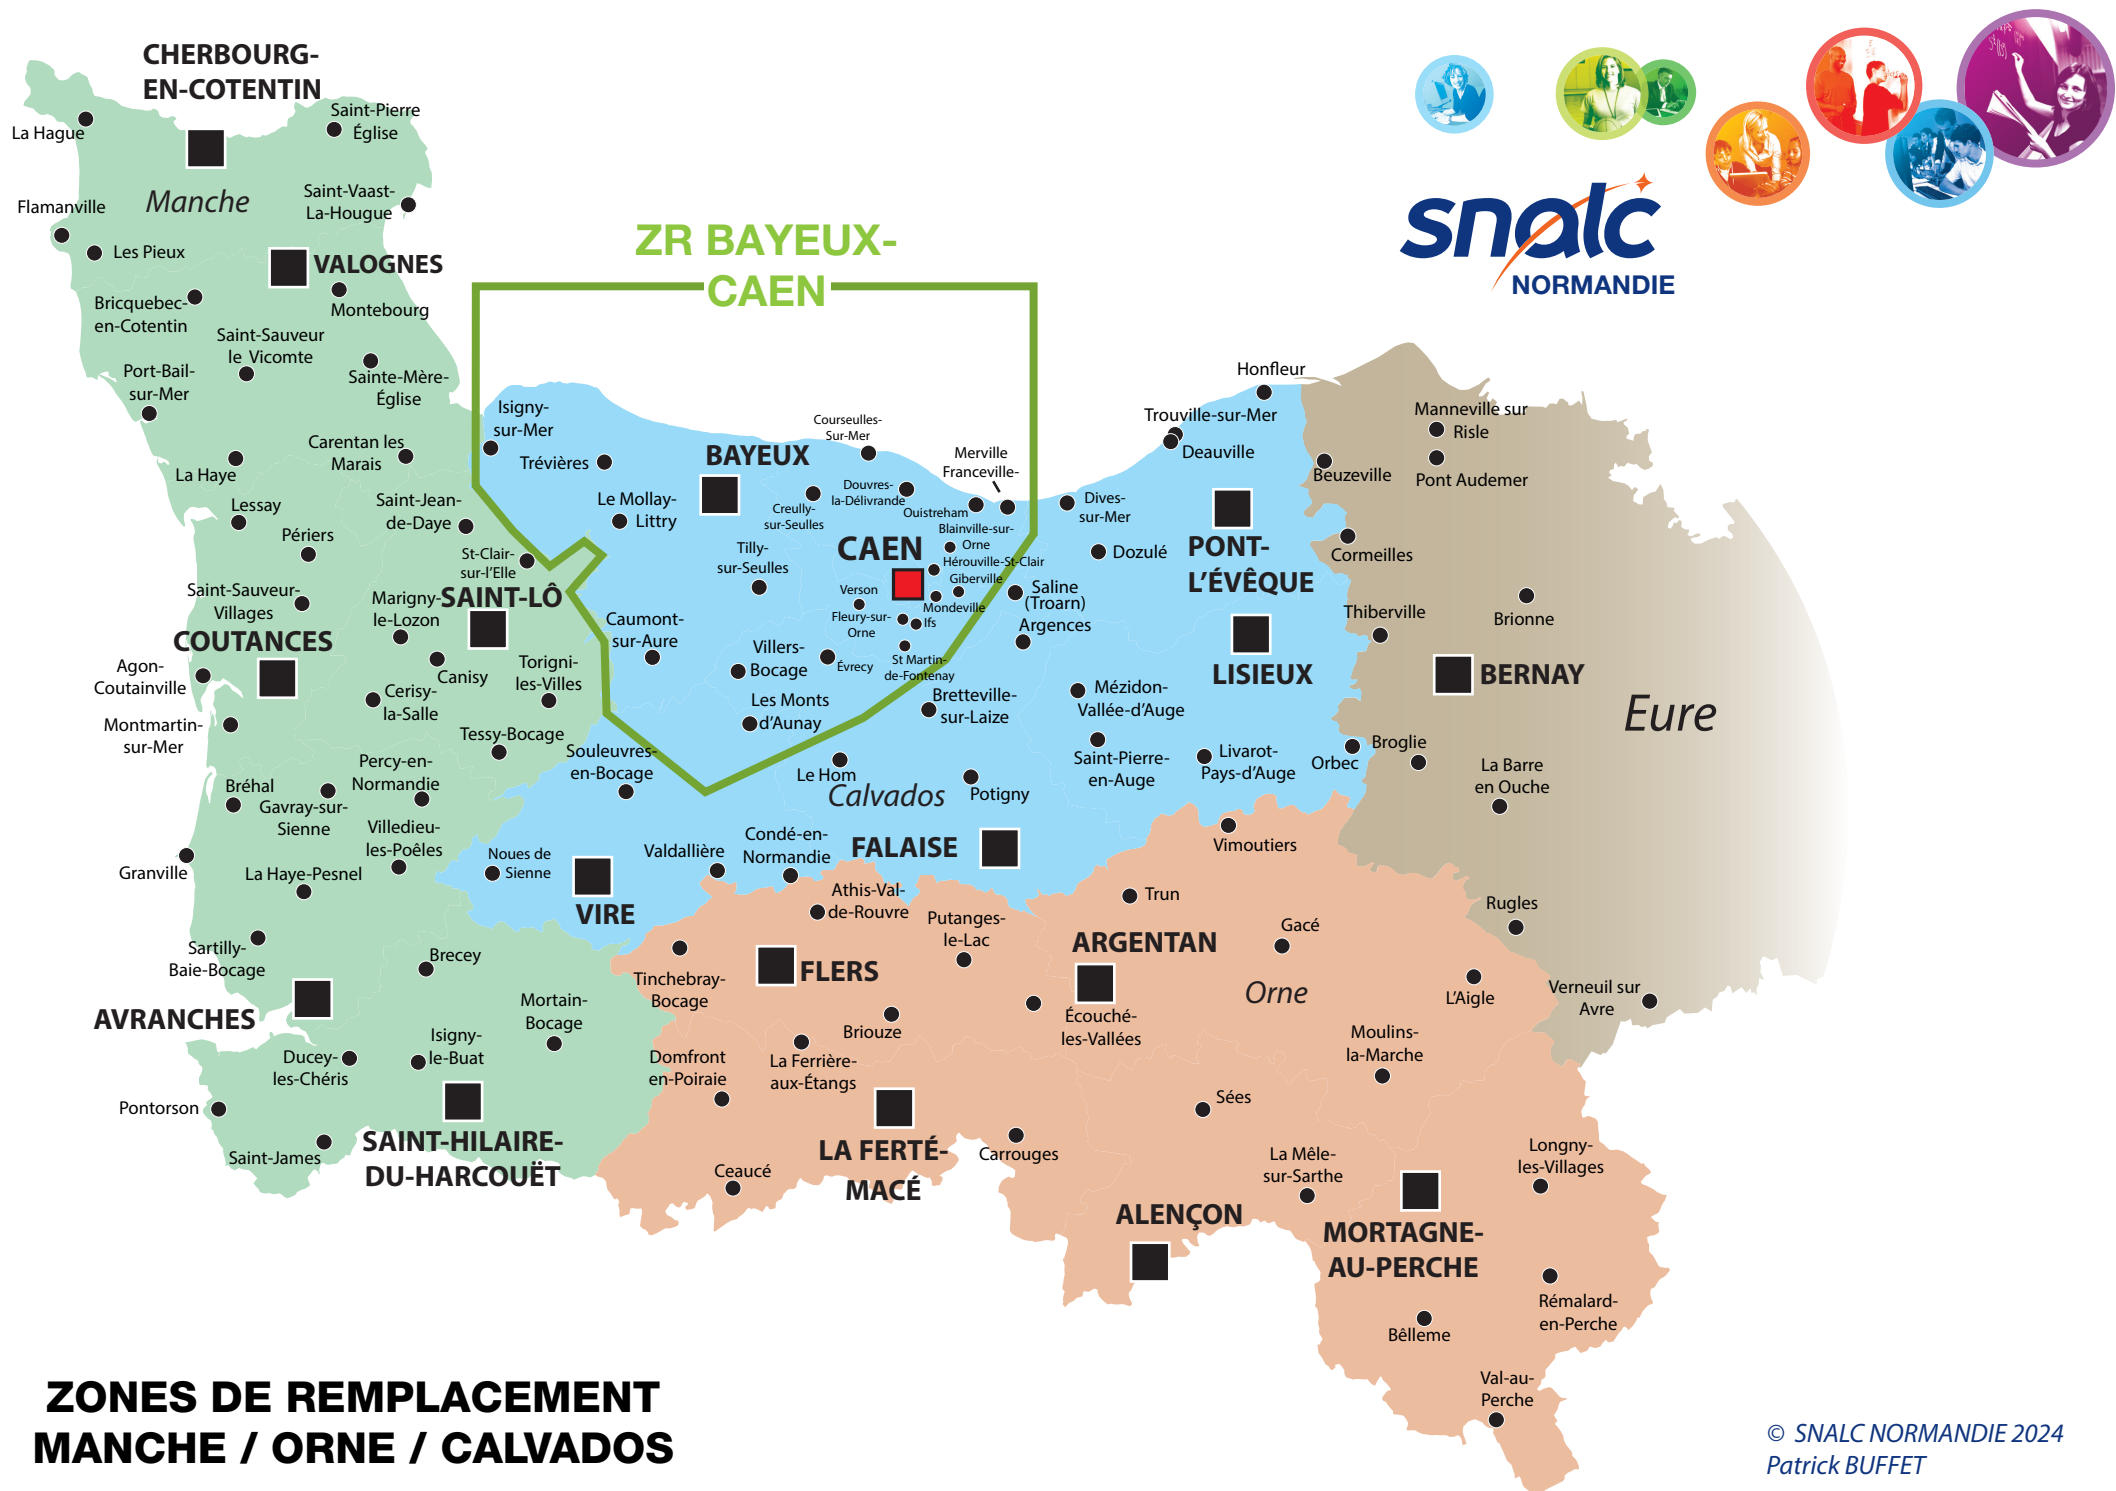 CHERBOURG-
EN-COTENTIN
Saint-Pierre
Église
La Hague
Manche
Saint-Vaast-
La-Hougue
Flamanville
Les Pieux
VALOGNES
Bricquebec-
en-Cotentin
Montebourg
Saint-Sauveur
le Vicomte
Port-Bail-
sur-Mer
Sainte-Mère-
Église
Carentan les
Marais
La Haye
Lessay
Saint-Jean-
de-Daye
Périers
St-Clair-
sur-l'Elle
Saint-Sauveur-
Villages
Marigny-
le-Lozon
SAINT-LÔ
COUTANCES
Agon-
Coutainville
Canisy
Torigni-
les-Villes
Cerisy-
la-Salle
Montmartin-
sur-Mer
Tessy-Bocage
Percy-en-
Normandie
Bréhal
Gavray-sur-
Sienne
Villedieu-
les-Poêles
Granville
La Haye-Pesnel
Sartilly-
Baie-Bocage
Brecey
AVRANCHES
Mortain-
Bocage
Isigny-
le-Buat
Ducey-
les-Chéris
Pontorson
Saint-James
SAINT-HILAIRE-
DU-HARCOUËT
ZR BAYEUX-
CAEN
Isigny-
sur-Mer
Trévières
BAYEUX
Courseulles-
Sur-Mer
Merville
Franceville-
Le Mollay-
Littry
Creully-
sur-Seulles
Douvres-
la-Délivrande
Ouistreham
Blainville-sur-
Orne
Tilly-
sur-Seulles
CAEN
Hérouville-St-Clair
Giberville
Verson
Mondeville
Fleury-sur-
Orne
Ifs
Caumont-
sur-Aure
Villers-
Bocage
Évrecy
St Martin-
de-Fontenay
Les Monts
d'Aunay
Bretteville-
sur-Laize
Souleuvres-
en-Bocage
Le Hom
Calvados
Potigny
Noues de
Sienne
VIRE
Valdallière
Condé-en-
Normandie
FALAISE
Honfleur
Trouville-sur-Mer
Deauville
Dives-
sur-Mer
Dozulé
PONT-
L'ÉVÊQUE
Saline
(Troarn)
Argences
LISIEUX
Mézidon-
Vallée-d'Auge
Saint-Pierre-
en-Auge
Livarot-
Pays-d'Auge
Orbec
Manneville sur
Risle
Beuzeville
Pont Audemer
Cormeilles
Thiberville
Brionne
BERNAY
Eure
Broglie
La Barre
en Ouche
Rugles
Verneuil sur
Avre
Vimoutiers
Athis-Val-
de-Rouvre
Putanges-
le-Lac
Trun
Gacé
ARGENTAN
Tinchebray-
Bocage
FLERS
Orne
L'Aigle
Briouze
Écouché-
les-Vallées
Moulins-
la-Marche
Domfront
en-Poiraie
La Ferrière-
aux-Étangs
Sées
LA FERTÉ-
MACÉ
Carrouges
Ceaucé
La Mêle-
sur-Sarthe
Longny-
les-Villages
ALENÇON
MORTAGNE-
AU-PERCHE
Rémalard-
en-Perche
Bêlleme
Val-au-
Perche
snalc
NORMANDIE
ZONES DE REMPLACEMENT
MANCHE / ORNE / CALVADOS
© SNALC NORMANDIE 2024
Patrick BUFFET